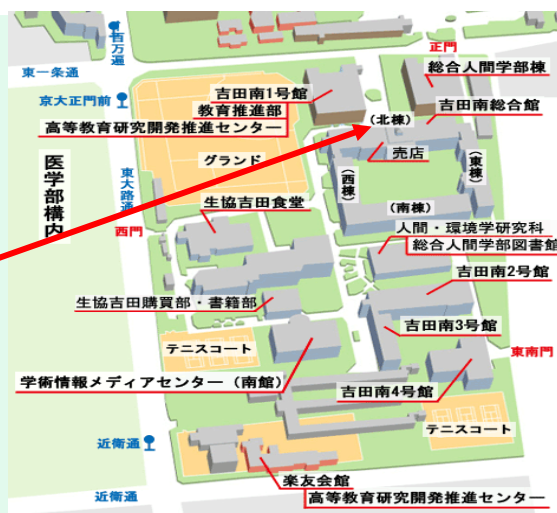 百万遍
正門
東一条通
総合人間学部棟
吉田南1号館
京大正門前
教育推進部
(北棟)
吉田南総合館
高等教育研究開発推進センター
売店
グランド
医学部構内
東大路通
(西棟)
(東棟)
生協吉田食堂
(南棟)
西門
人間・環境学研究科
総合人間学部図書館
吉田南2号館
生協吉田購買部・書籍部
吉田南3号館
テニスコート
東南門
学術情報メディアセンター(南館)
吉田南4号館
テニスコート
近衛通
楽友会館
近衛通
高等教育研究開発推進センター